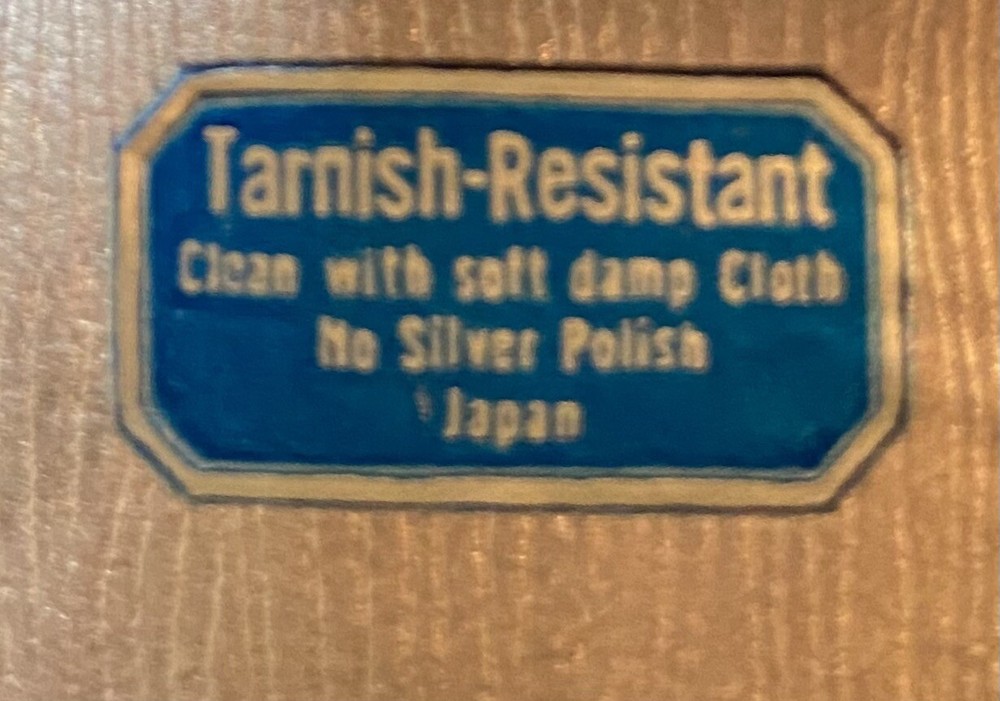 Tarnish-Resistant
Clean with soft damp Cloth
No Silver Polish
Japan